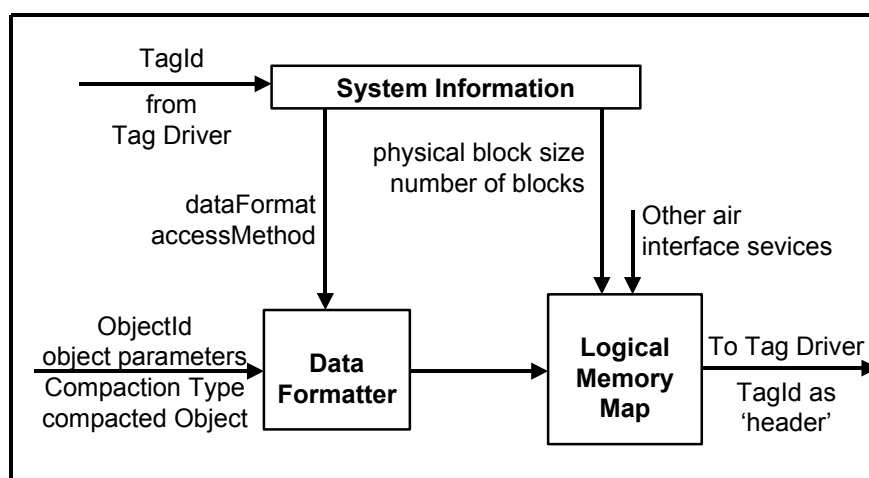 TagId
from
Tag Driver
System Information
physical block size
number of blocks
dataFormat
accessMethod
Other air
interface sevices
ObjectId
object parameters
Compaction Type
compacted Object
Data
Formatter
Logical
Memory
Map
To Tag Driver
TagId as
‘header’